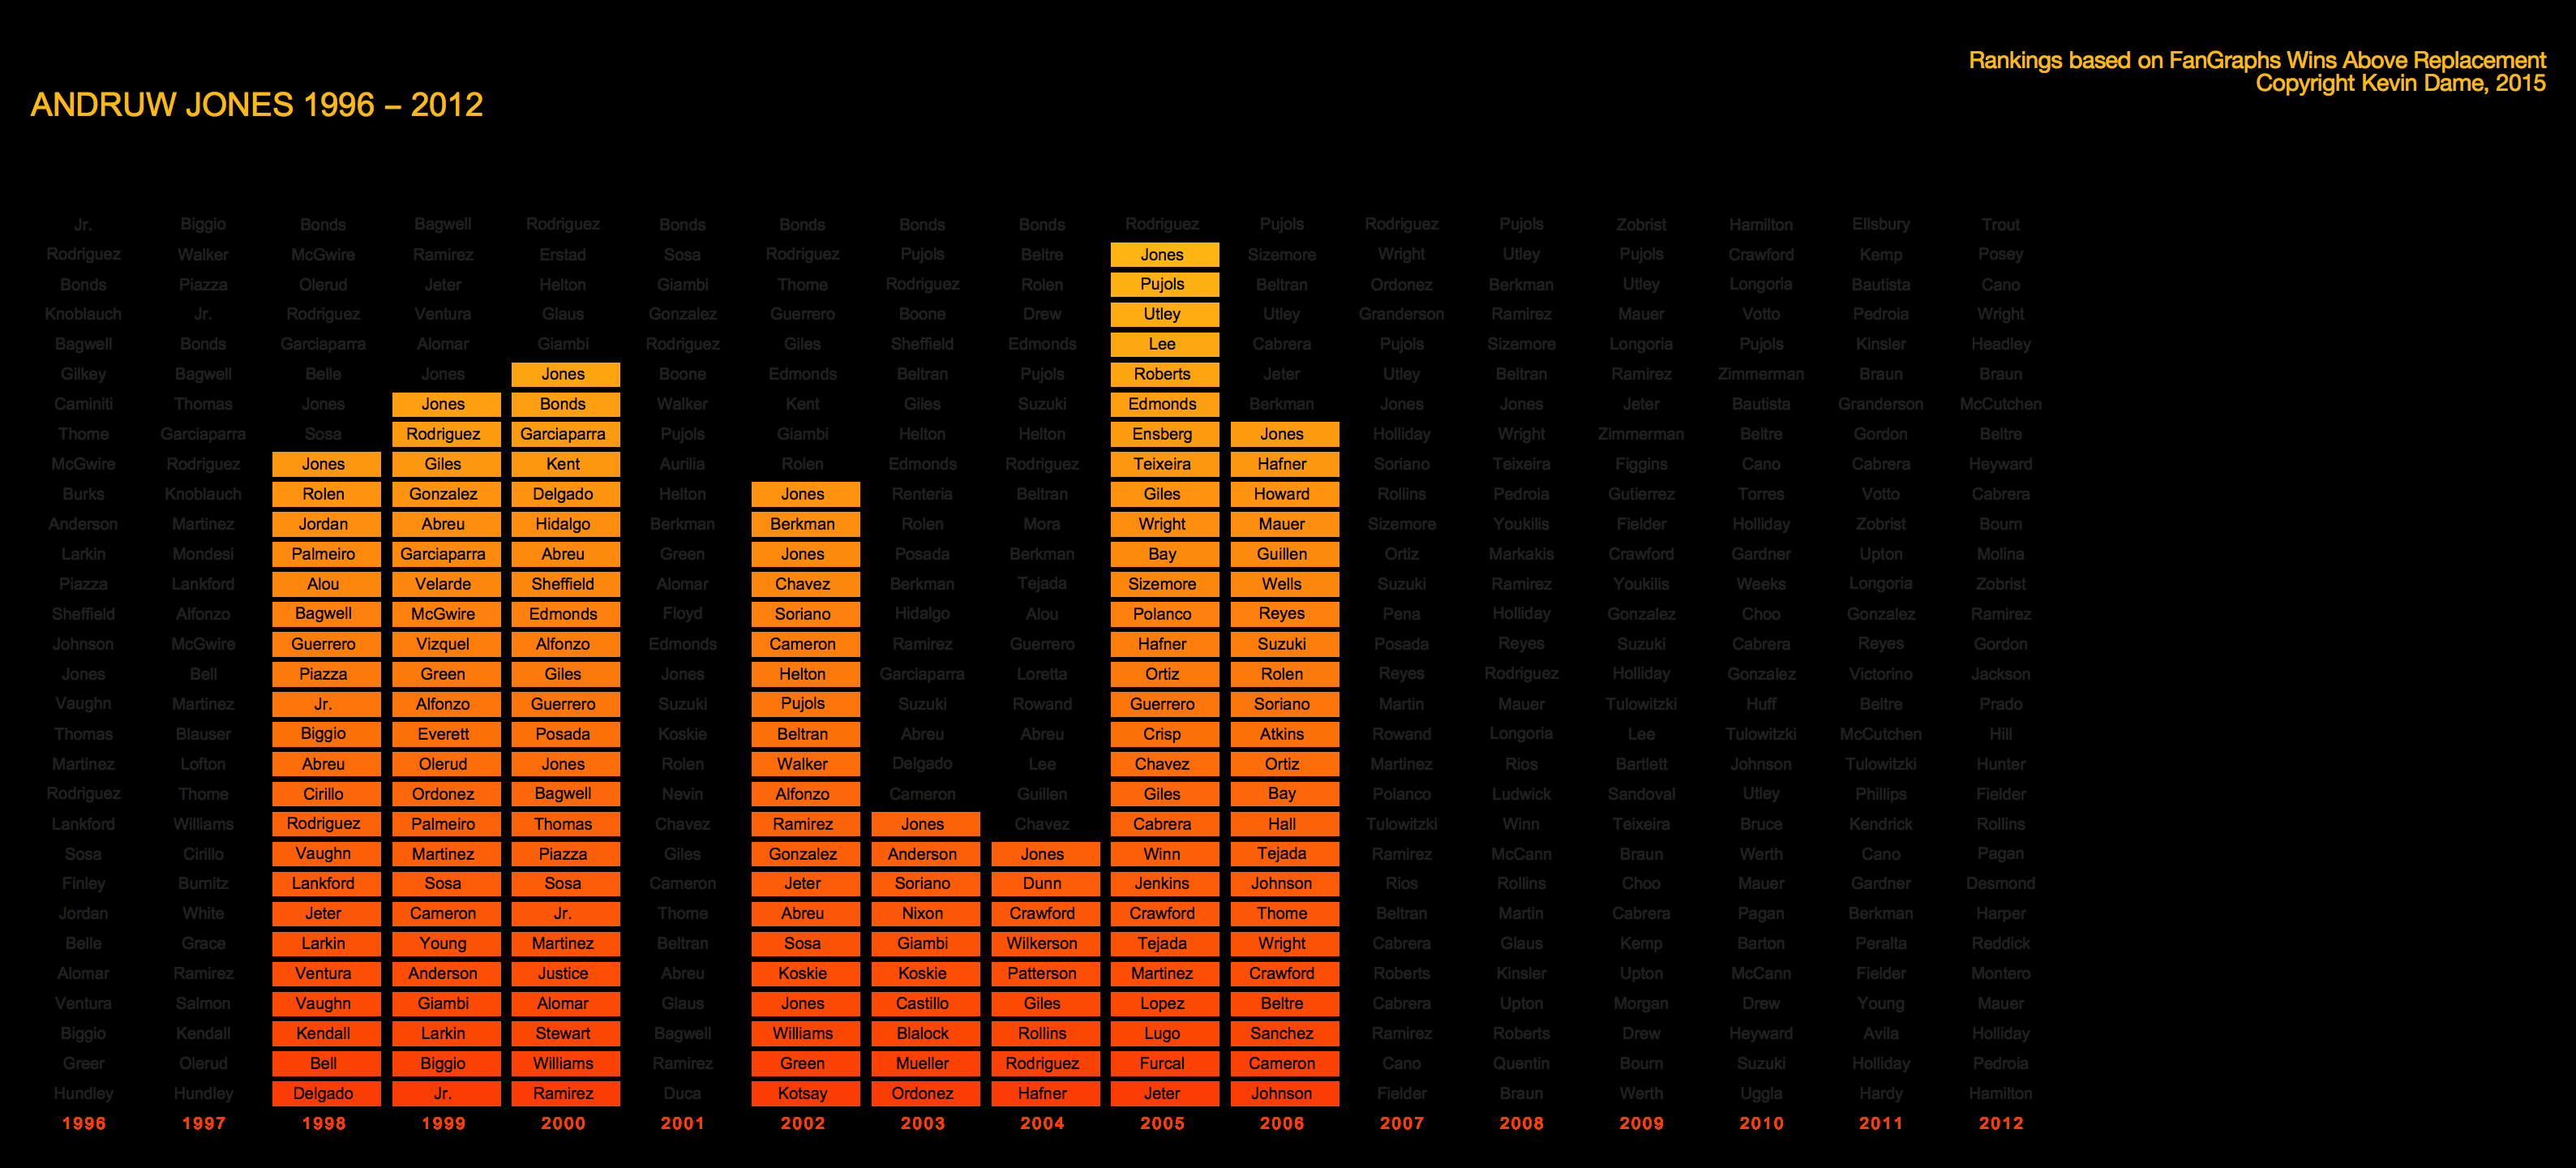 Rankings based on FanGraphs Wins Above Replacement
Copyright Kevin Dame, 2015
ANDRUW JONES 1996 – 2012
Jr. Biggio Bonds Bagwell Rodriguez Bonds Bonds Bonds Bonds Rodriguez Pujols Rodriguez Pujols Zobrist Hamilton Ellsbury Trout
Rodriguez Walker McGwire Ramirez Erstad Sosa Rodriguez Pujols Beltre Jones Sizemore Wright Utley Pujols Crawford Kemp Posey
Bonds Piazza Olerud Jeter Helton Giambi Thome Rodriguez Rolen Pujols Beltran Ordonez Berkman Utley Longoria Bautista Cano
Knoblauch Jr. Rodriguez Ventura Glaus Gonzalez Guerrero Boone Drew Utley Utley Granderson Ramirez Mauer Votto Pedroia Wright
Bagwell Bonds Garciaparra Alomar Giambi Rodriguez Giles Sheffield Edmonds Lee Cabrera Pujols Sizemore Longoria Pujols Kinsler Headley
Gilkey Bagwell Belle Jones Jones Boone Edmonds Beltran Pujols Roberts Jeter Utley Beltran Ramirez Zimmerman Braun Braun
Caminiti Thomas Jones Jones Bonds Walker Kent Giles Suzuki Edmonds Berkman Jones Jones Jeter Bautista Granderson McCutchen
Thome Garciaparra Sosa Rodriguez Garciaparra Pujols Giambi Helton Helton Ensberg Jones Holliday Wright Zimmerman Beltre Gordon Beltre
McGwire Rodriguez Jones Giles Kent Aurilia Rolen Edmonds Rodriguez Teixeira Hafner Soriano Teixeira Figgins Cano Cabrera Heyward
Burks Knoblauch Rolen Gonzalez Delgado Helton Jones Renteria Beltran Giles Howard Rollins Pedroia Gutierrez Torres Votto Cabrera
Anderson Martinez Jordan Abreu Hidalgo Berkman Berkman Rolen Mora Wright Mauer Sizemore Youkilis Fielder Holliday Zobrist Bourn
Larkin Mondesi Palmeiro Garciaparra Abreu Green Jones Posada Berkman Bay Guillen Ortiz Markakis Crawford Gardner Upton Molina
Piazza Lankford Alou Velarde Sheffield Alomar Chavez Berkman Tejada Sizemore Wells Suzuki Ramirez Youkilis Weeks Longoria Zobrist
Sheffield Alfonzo Bagwell McGwire Edmonds Floyd Soriano Hidalgo Alou Polanco Reyes Pena Holliday Gonzalez Choo Gonzalez Ramirez
Johnson McGwire Guerrero Vizquel Alfonzo Edmonds Cameron Ramirez Guerrero Hafner Suzuki Posada Reyes Suzuki Cabrera Reyes Gordon
Jones Bell Piazza Green Giles Jones Helton Garciaparra Loretta Ortiz Rolen Reyes Rodriguez Holliday Gonzalez Victorino Jackson
Vaughn Martinez Jr. Alfonzo Guerrero Suzuki Pujols Suzuki Rowand Guerrero Soriano Martin Mauer Tulowitzki Huff Beltre Prado
Thomas Blauser Biggio Everett Posada Koskie Beltran Abreu Abreu Crisp Atkins Rowand Longoria Lee Tulowitzki McCutchen Hill
Martinez Lofton Abreu Olerud Jones Rolen Walker Delgado Lee Chavez Ortiz Martinez Rios Bartlett Johnson Tulowitzki Hunter
Rodriguez Thome Cirillo Ordonez Bagwell Nevin Alfonzo Cameron Guillen Giles Bay Polanco Ludwick Sandoval Utley Phillips Fielder
Lankford Williams Rodriguez Palmeiro Thomas Chavez Ramirez Jones Chavez Cabrera Hall Tulowitzki Winn Teixeira Bruce Kendrick Rollins
Sosa Cirillo Vaughn Martinez Piazza Giles Gonzalez Anderson Jones Winn Tejada Ramirez McCann Braun Werth Cano Pagan
Finley Burnitz Lankford Sosa Sosa Cameron Jeter Soriano Dunn Jenkins Johnson Rios Rollins Choo Mauer Gardner Desmond
Jordan White Jeter Cameron Jr. Thome Abreu Nixon Crawford Crawford Thome Beltran Martin Cabrera Pagan Berkman Harper
Belle Grace Larkin Young Martinez Beltran Sosa Giambi Wilkerson Tejada Wright Cabrera Glaus Kemp Barton Peralta Reddick
Alomar Ramirez Ventura Anderson Justice Abreu Koskie Koskie Patterson Martinez Crawford Roberts Kinsler Upton McCann Fielder Montero
Ventura Salmon Vaughn Giambi Alomar Glaus Jones Castillo Giles Lopez Beltre Cabrera Upton Morgan Drew Young Mauer
Biggio Kendall Kendall Larkin Stewart Bagwell Williams Blalock Rollins Lugo Sanchez Ramirez Roberts Drew Heyward Avila Holliday
Greer Olerud Bell Biggio Williams Ramirez Green Mueller Rodriguez Furcal Cameron Cano Quentin Bourn Suzuki Holliday Pedroia
Hundley Hundley Delgado Jr. Ramirez Duca Kotsay Ordonez Hafner Jeter Johnson Fielder Braun Werth Uggla Hardy Hamilton
1996 1997 1998 1999 2000 2001 2002 2003 2004 2005 2006 2007 2008 2009 2010 2011 2012